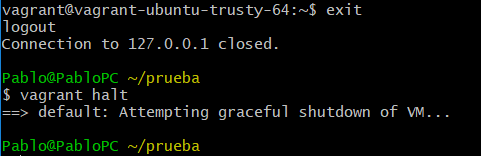 vagrant@vagrant-ubuntu-trusty-64:~$ exit
logout
Connection to 127.0.0.1 closed.
Pablo@PabloPC ~/prueba
$ vagrant halt
==> default: Attempting graceful shutdown of VM...
Pablo@PabloPC ~/prueba